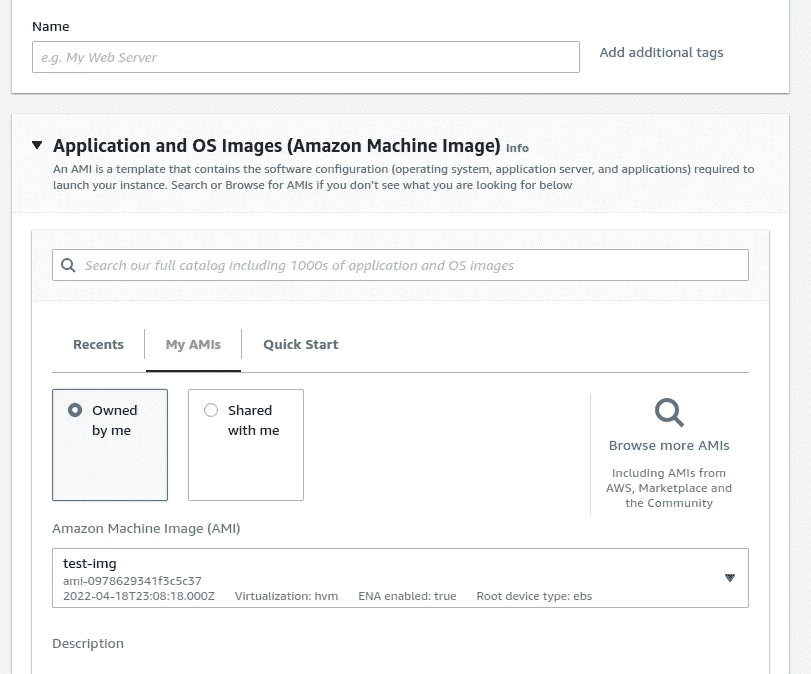 Name
e.g. My Web Server
Add additional tags
Application and OS Images (Amazon Machine Image) Info
An AMI is a template that contains the software configuration (operating system, application server, and applications) required to
launch your instance. Search or Browse for AMIs if you don't see what you are looking for below
Search our full catalog including 1000s of application and OS images
Recents
My AMIs
Quick Start
Owned
by me
Shared
with me
Browse more AMIs
Including AMIs from
AWS, Marketplace and
the Community
Amazon Machine Image (AMI)
test-img
ami-0978629341f3c5c37
2022-04-18T23:08:18.000Z Virtualization: hvm ENA enabled: true Root device type: ebs
Description